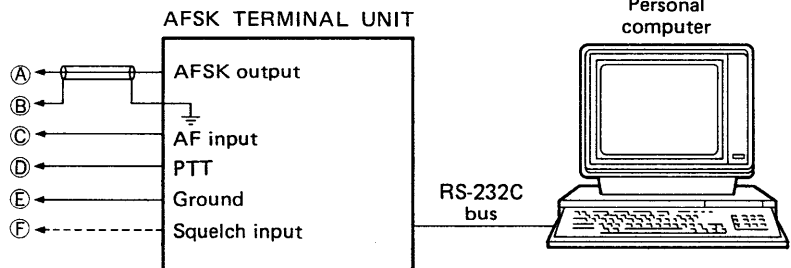 Personal
computer
AFSK TERMINAL UNIT
Ⓐ AFSK output
Ⓑ
Ⓒ AF input
Ⓓ PTT
Ⓔ Ground
Ⓕ Squelch input
RS-232C
bus